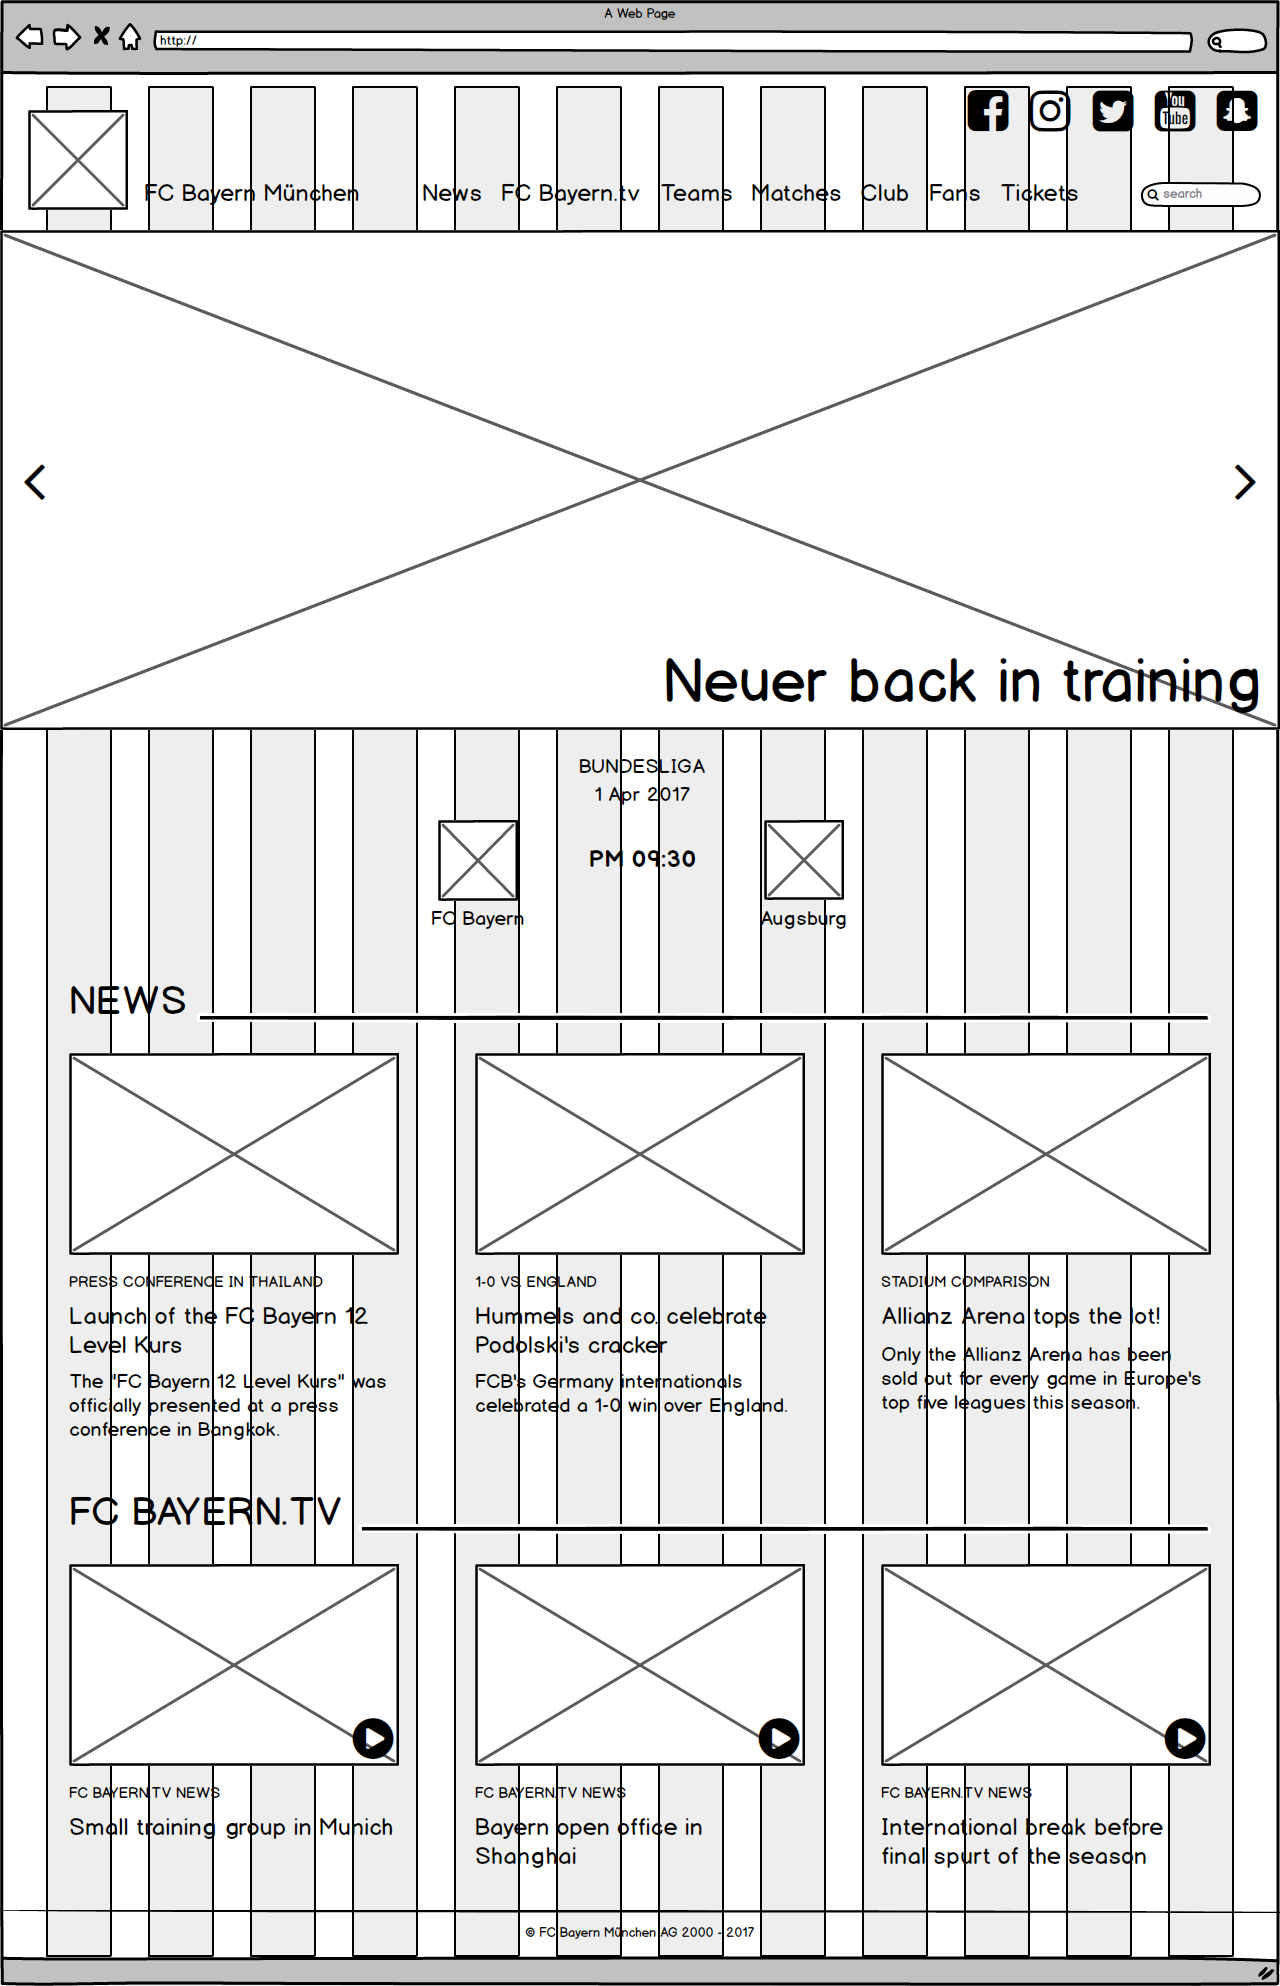 A Web Page
http://
You
Tube
FC Bayern München
News FC Bayern.tv Teams Matches Club Fans Tickets
search
Neuer back in training
BUNDESLIGA
1 Apr 2017
PM 09:30
FC Bayern
Augsburg
NEWS
PRESS CONFERENCE IN THAILAND
Launch of the FC Bayern 12
Level Kurs
The "FC Bayern 12 Level Kurs" was
officially presented at a press
conference in Bangkok.
1-0 VS. ENGLAND
Hummels and co. celebrate
Podolski's cracker
FCB's Germany internationals
celebrated a 1-0 win over England.
STADIUM COMPARISON
Allianz Arena tops the lot!
Only the Allianz Arena has been
sold out for every game in Europe's
top five leagues this season.
FC BAYERN.TV
FC BAYERN.TV NEWS
Small training group in Munich
FC BAYERN.TV NEWS
Bayern open office in
Shanghai
FC BAYERN.TV NEWS
International break before
final spurt of the season
© FC Bayern München AG 2000 - 2017